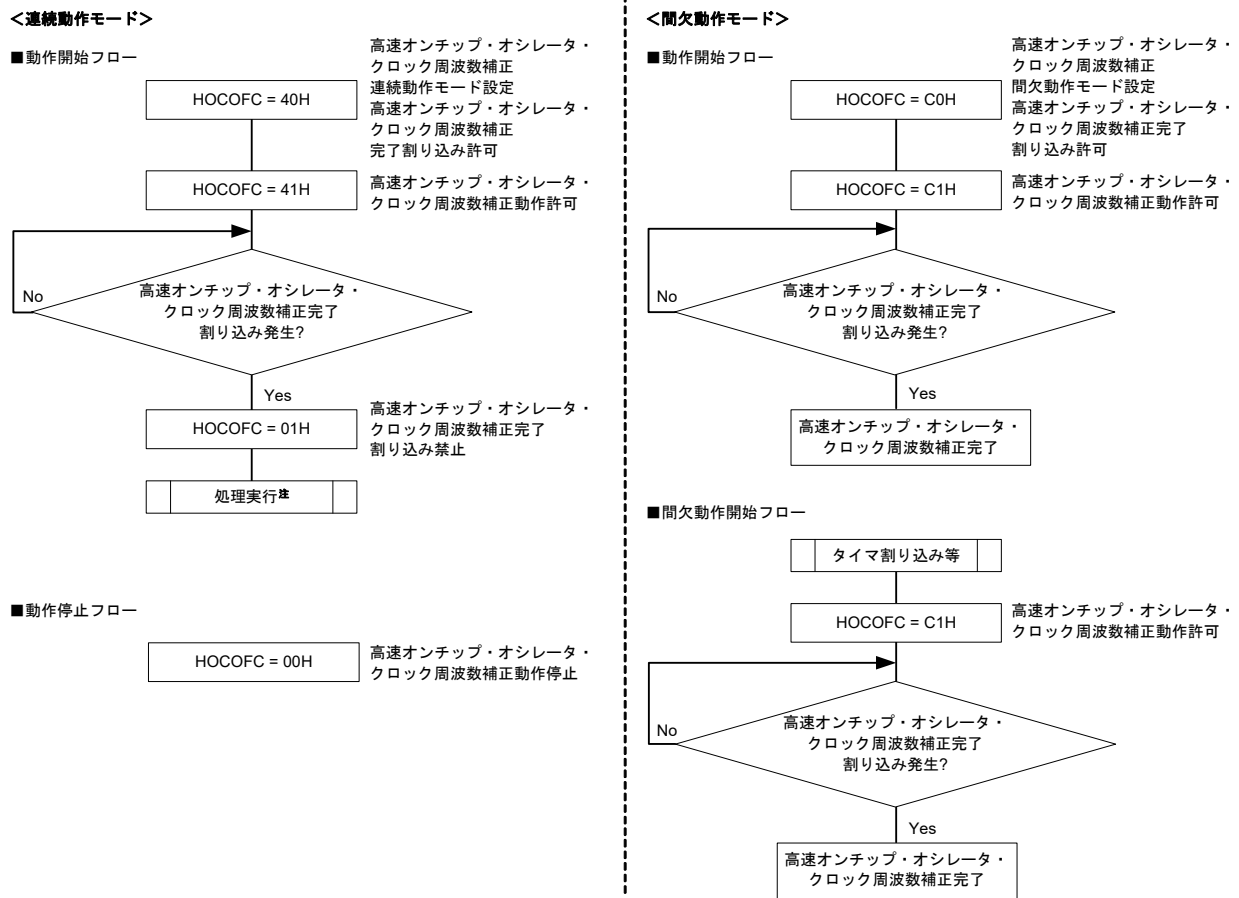 ＜連続動作モード＞
■動作開始フロー
HOCOFC = 40H
高速オンチップ・オシレータ・
クロック周波数補正
連続動作モード設定
高速オンチップ・オシレータ・
クロック周波数補正
完了割り込み許可
HOCOFC = 41H
高速オンチップ・オシレータ・
クロック周波数補正動作許可
No
高速オンチップ・オシレータ・
クロック周波数補正完了
割り込み発生?
Yes
HOCOFC = 01H
高速オンチップ・オシレータ・
クロック周波数補正完了
割り込み禁止
処理実行注
■動作停止フロー
HOCOFC = 00H
高速オンチップ・オシレータ・
クロック周波数補正動作停止
＜間欠動作モード＞
■動作開始フロー
HOCOFC = C0H
高速オンチップ・オシレータ・
クロック周波数補正
間欠動作モード設定
高速オンチップ・オシレータ・
クロック周波数補正完了
割り込み許可
HOCOFC = C1H
高速オンチップ・オシレータ・
クロック周波数補正動作許可
No
高速オンチップ・オシレータ・
クロック周波数補正完了
割り込み発生?
Yes
高速オンチップ・オシレータ・
クロック周波数補正完了
■間欠動作開始フロー
タイマ割り込み等
HOCOFC = C1H
高速オンチップ・オシレータ・
クロック周波数補正動作許可
No
高速オンチップ・オシレータ・
クロック周波数補正完了
割り込み発生?
Yes
高速オンチップ・オシレータ・
クロック周波数補正完了